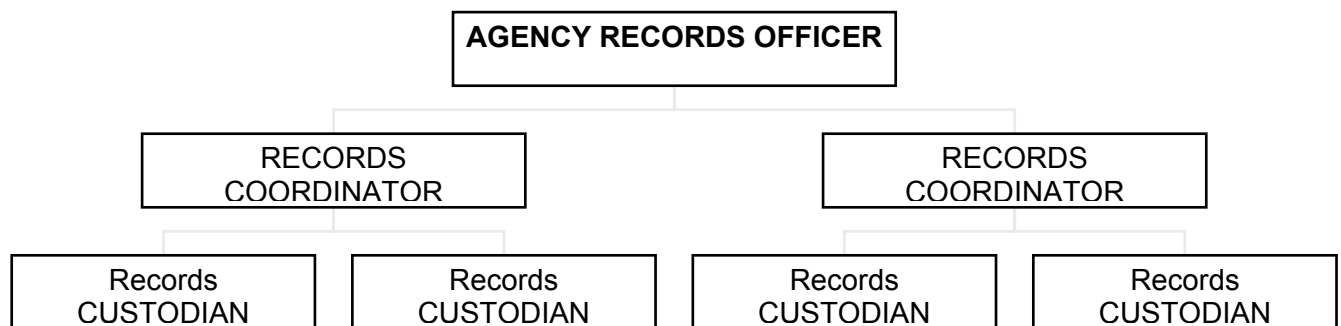 AGENCY RECORDS OFFICER
RECORDS
COORDINATOR
RECORDS
COORDINATOR
Records
CUSTODIAN
Records
CUSTODIAN
Records
CUSTODIAN
Records
CUSTODIAN